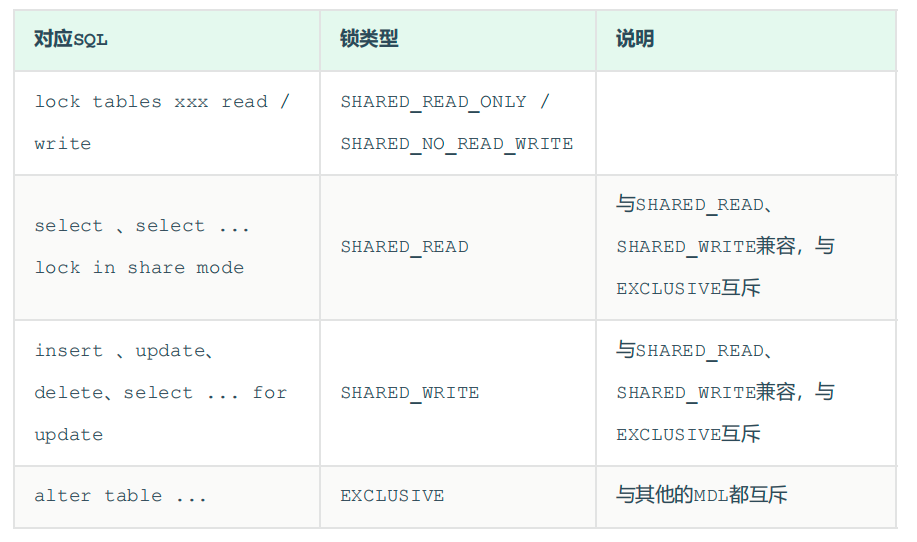 对应SQL 锁类型 说明
lock tables xxx read / SHARED_READ_ONLY /
write SHARED_NO_READ_WRITE
select 、select ...
lock in share mode
SHARED_READ
与SHARED_READ、
SHARED_WRITE兼容，与
EXCLUSIVE互斥
insert 、update、
delete、select ... for
update
SHARED_WRITE
与SHARED_READ、
SHARED_WRITE兼容，与
EXCLUSIVE互斥
alter table ... EXCLUSIVE 与其他的MDL都互斥